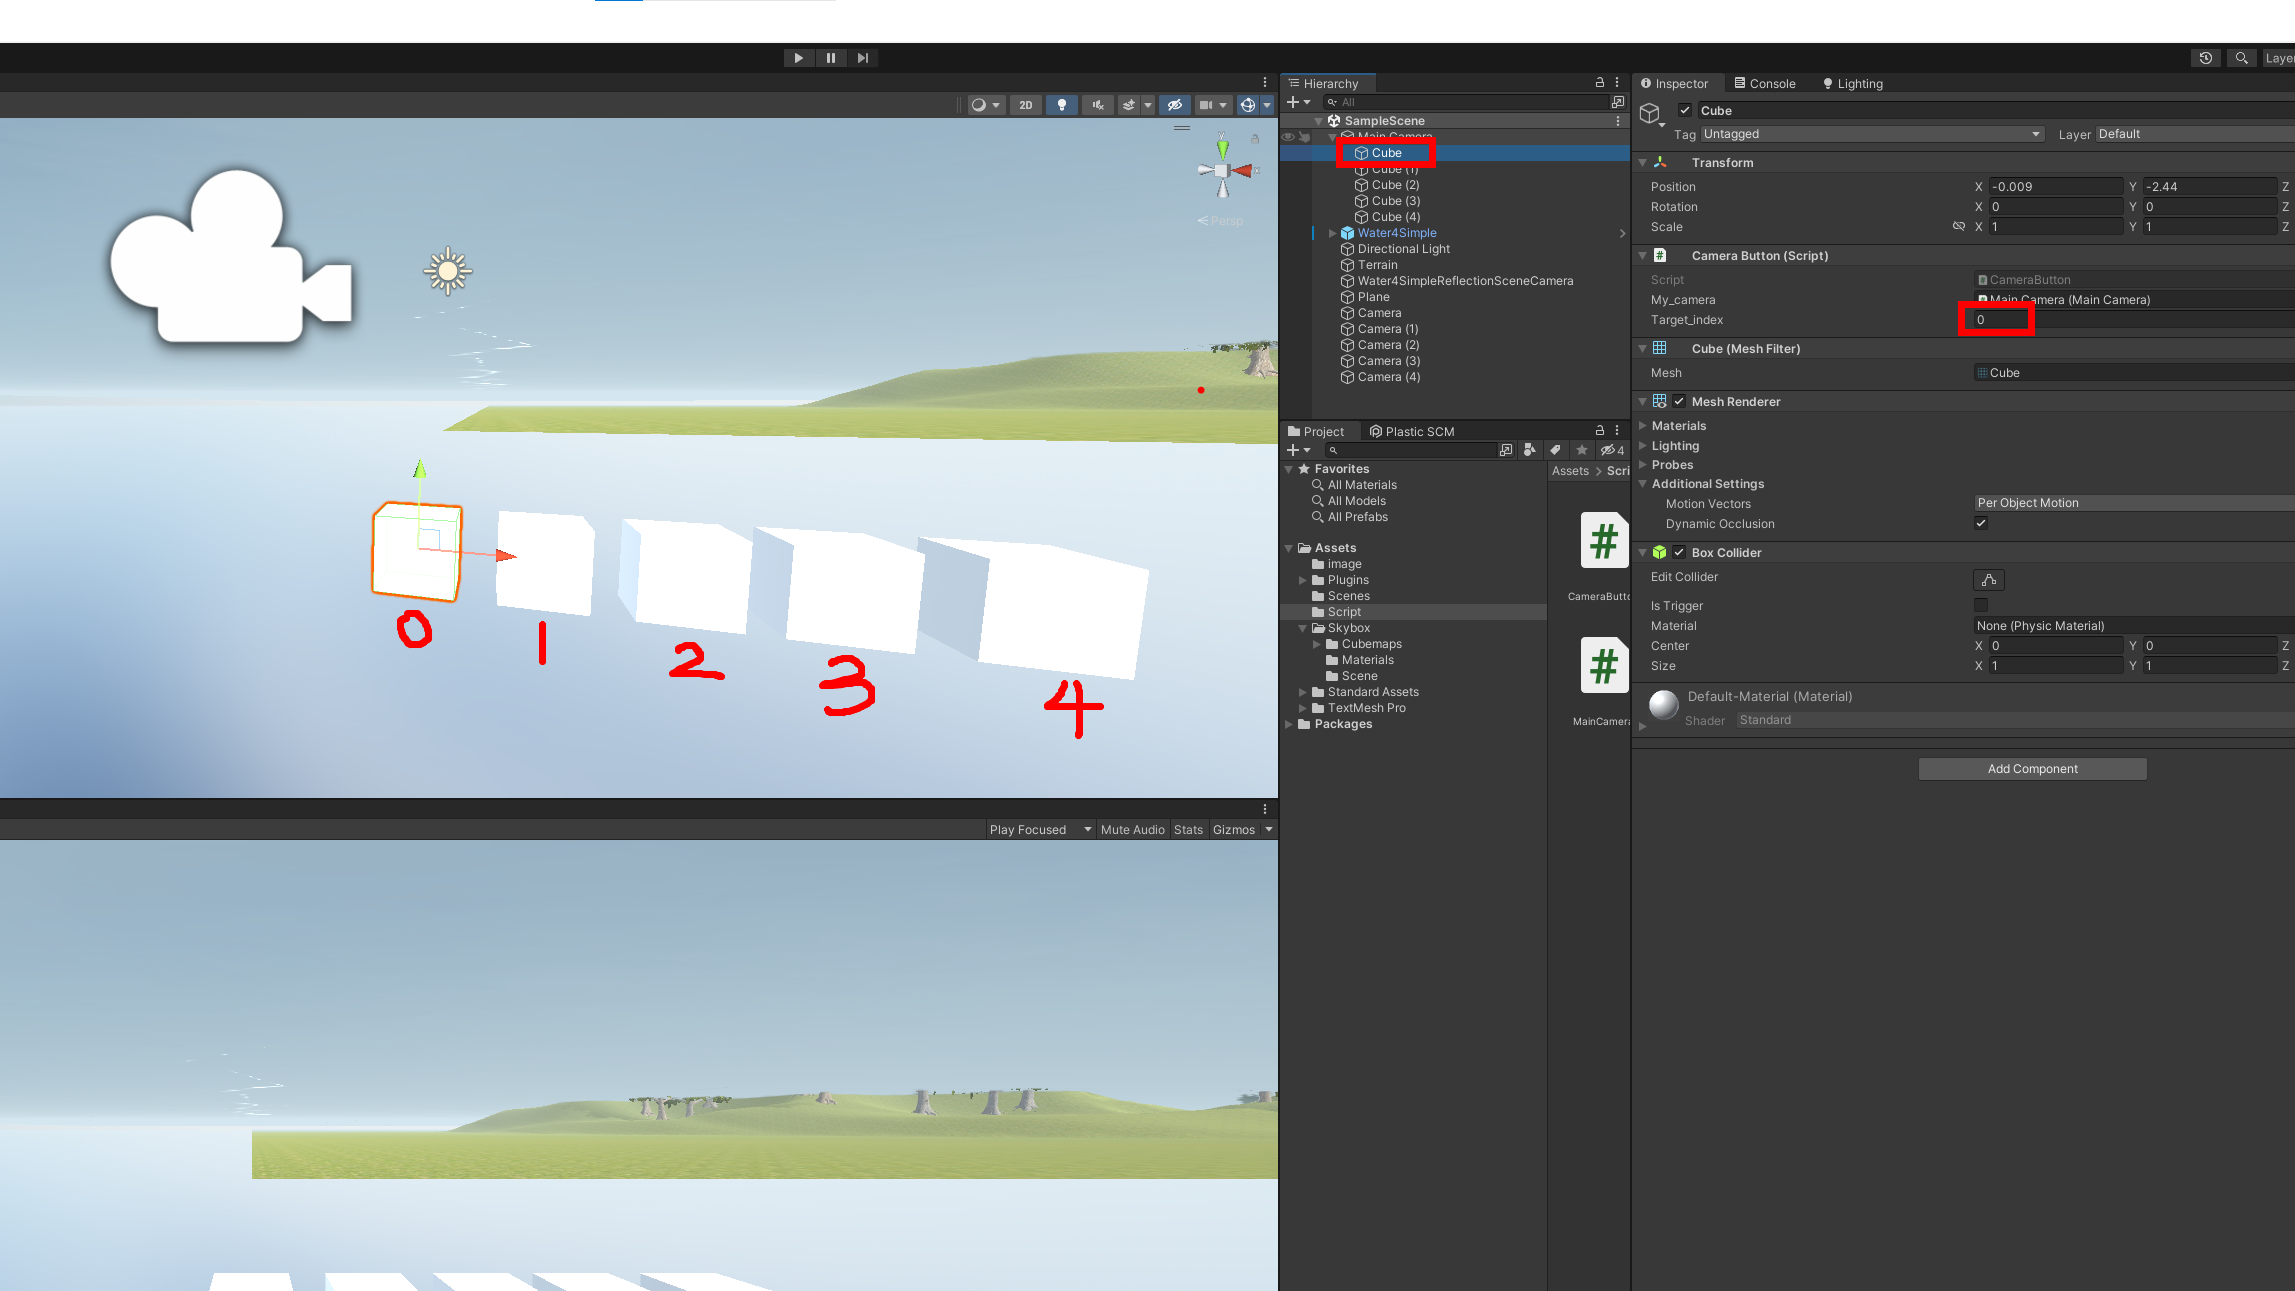 Layer
2D
Hierarchy
Inspector
Console
Lighting
All
SampleScene
Main Camera
Cube
Cube (1)
Cube (2)
Cube (3)
Cube (4)
Water4Simple
Directional Light
Terrain
Water4SimpleReflectionSceneCamera
Plane
Camera
Camera (1)
Camera (2)
Camera (3)
Camera (4)
Y
X
Persp
0
1
2
3
4
Play Focused
Mute Audio
Stats
Gizmos
Project
Plastic SCM
4
Favorites
All Materials
All Models
All Prefabs
Assets
image
Plugins
Scenes
Script
Skybox
Cubemaps
Materials
Scene
Standard Assets
TextMesh Pro
Packages
Assets > Scri
#
CameraButto
#
MainCamera
Cube
Tag Untagged Layer Default
Transform
Position X -0.009 Y -2.44 Z
Rotation X 0 Y 0 Z
Scale X 1 Y 1 Z
# Camera Button (Script)
Script CameraButton
My_camera Main Camera (Main Camera)
Target_index 0
Cube (Mesh Filter)
Mesh Cube
Mesh Renderer
Materials
Lighting
Probes
Additional Settings
Motion Vectors Per Object Motion
Dynamic Occlusion
Box Collider
Edit Collider
Is Trigger
Material None (Physic Material)
Center X 0 Y 0 Z
Size X 1 Y 1 Z
Default-Material (Material)
Shader Standard
Add Component